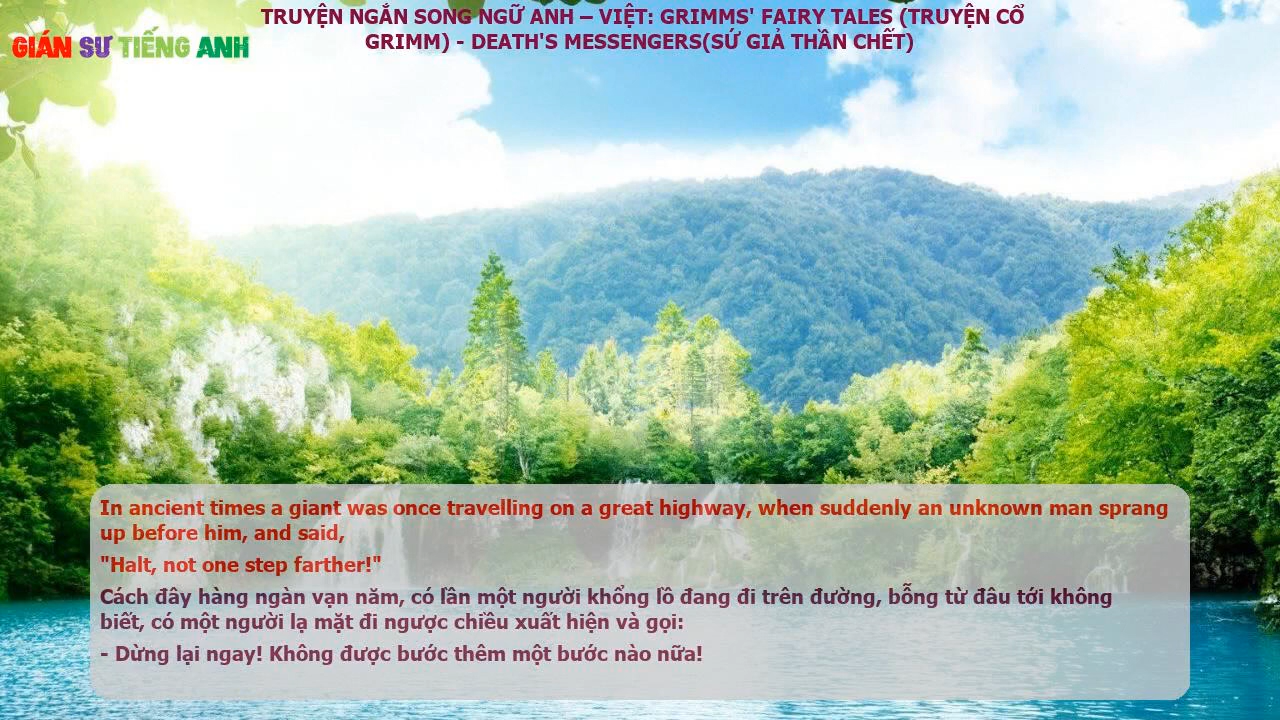 TRUYỆN NGẮN SONG NGỮ ANH – VIỆT: GRIMMS' FAIRY TALES (TRUYỆN CỔ
GRIMM) - DEATH'S MESSENGERS(SỨ GIẢ THẦN CHẾT)
GIÁN SƯ TIẾNG ANH
In ancient times a giant was once travelling on a great highway, when suddenly an unknown man sprang
up before him, and said,
"Halt, not one step farther!"
Cách đây hàng ngàn vạn năm, có lần một người khổng lồ đang đi trên đường, bỗng từ đâu tới không
biết, có một người lạ mặt đi ngược chiều xuất hiện và gọi:
- Dừng lại ngay! Không được bước thêm một bước nào nữa!